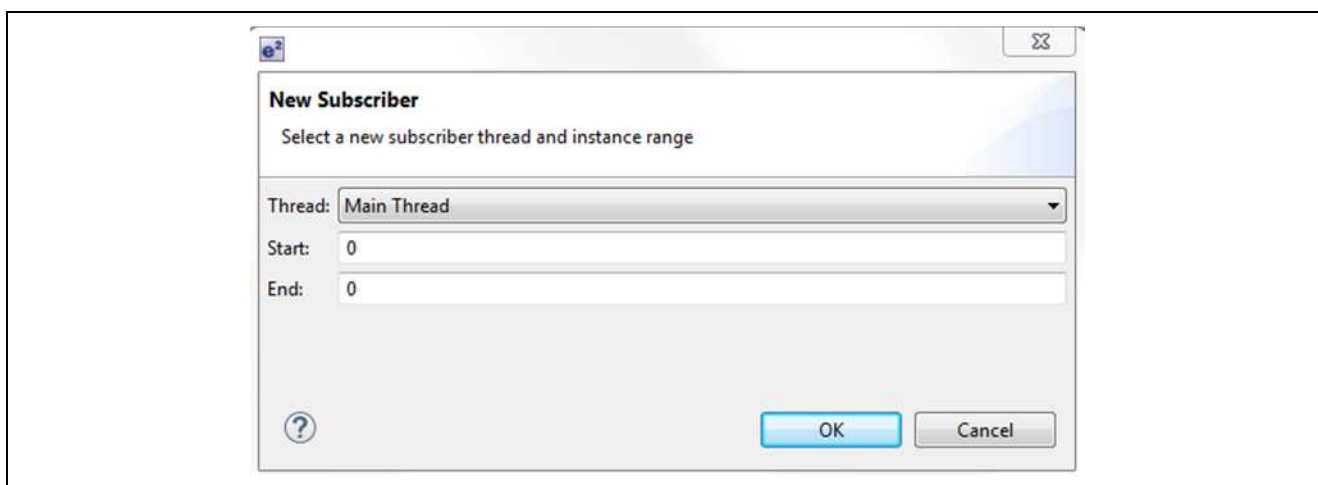 e²
New Subscriber
Select a new subscriber thread and instance range
Thread: Main Thread
Start: 0
End: 0
?
OK Cancel